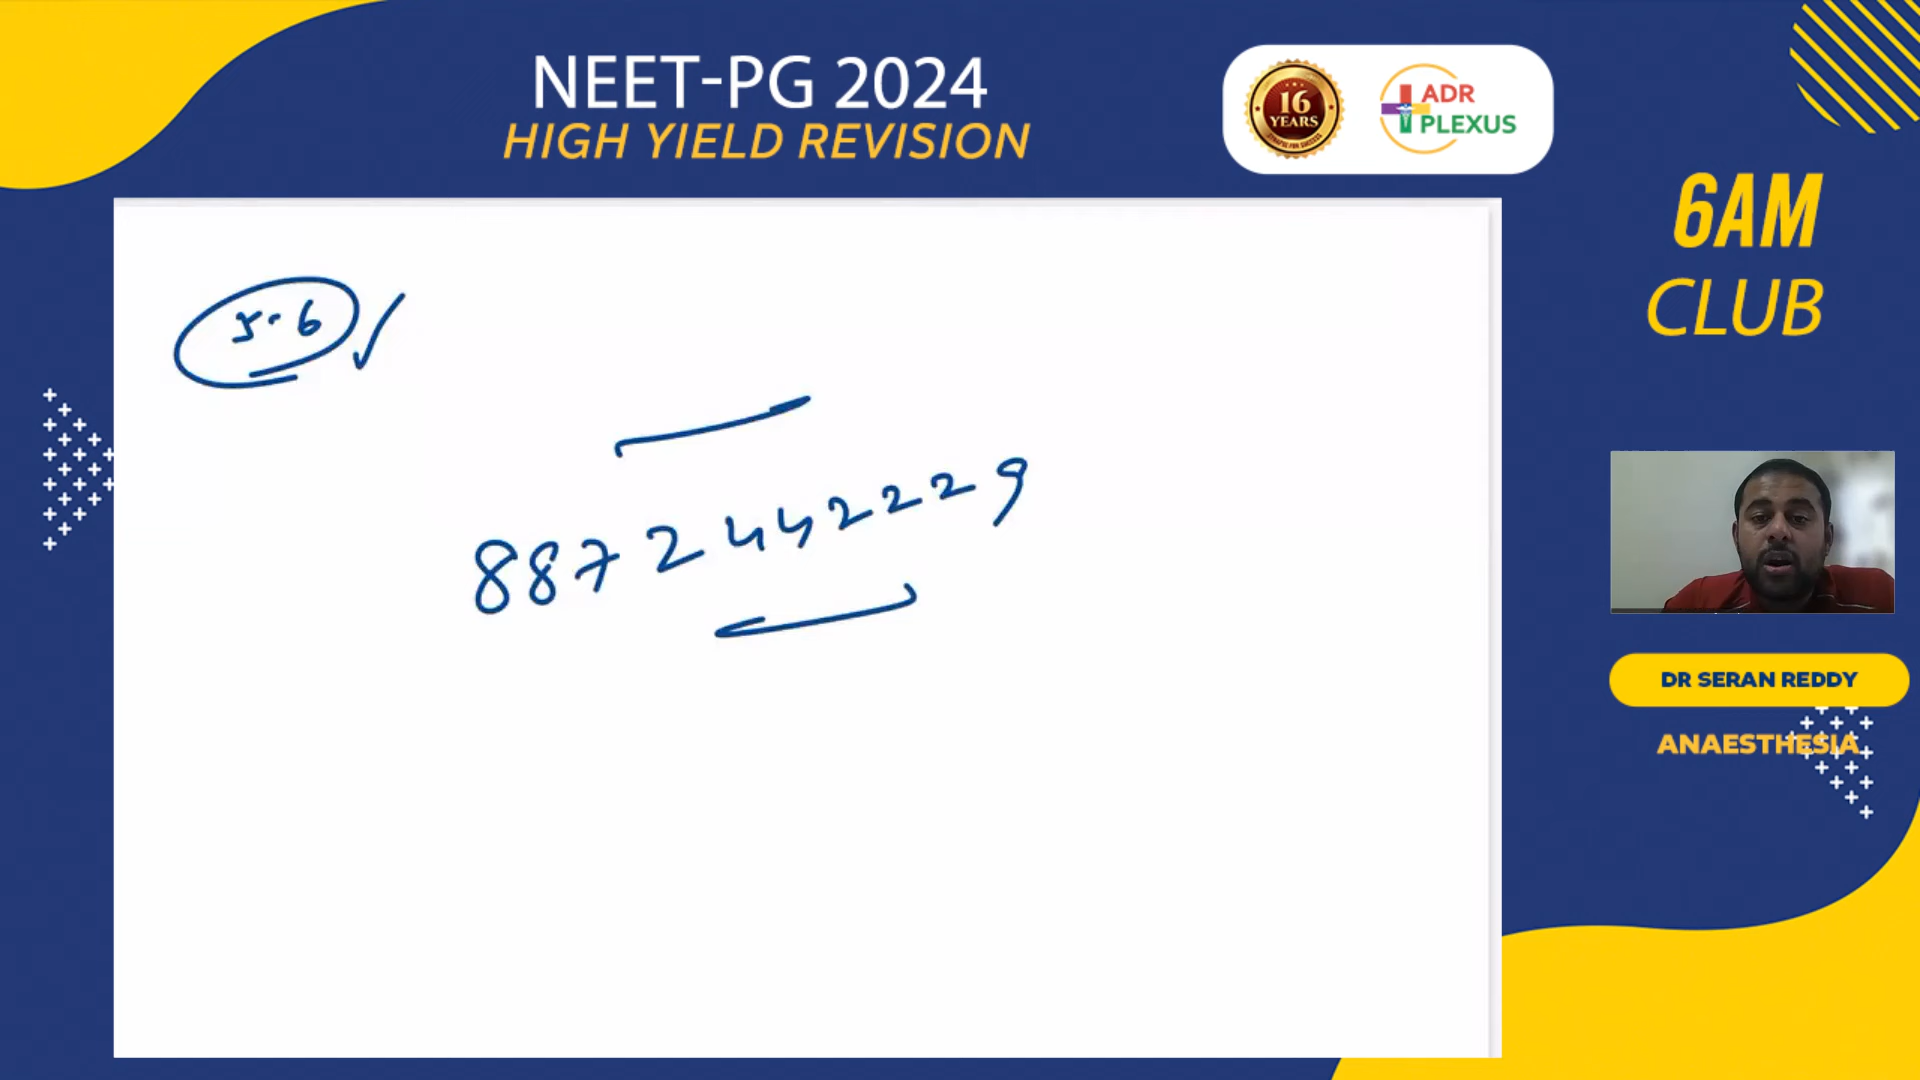 NEET-PG 2024
HIGH YIELD REVISION
16
YEARS
ADR
PLEXUS
6AM
CLUB
5-6
8872442229
DR SERAN REDDY
ANAESTHESIA